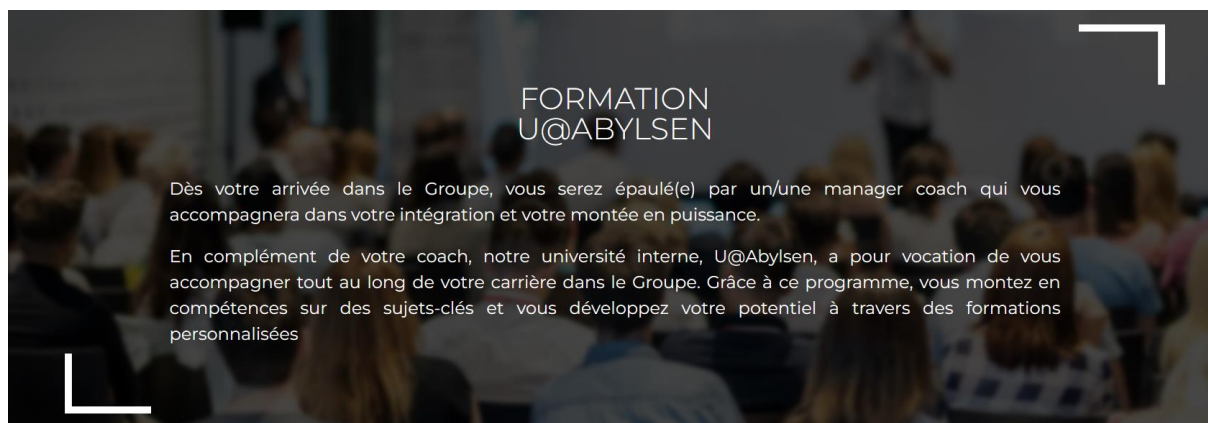 FORMATION
U@ABYLSEN
Dès votre arrivée dans le Groupe, vous serez épaulé(e) par un/une manager coach qui vous
accompagnera dans votre intégration et votre montée en puissance.
En complément de votre coach, notre université interne, U@Abylsen, a pour vocation de vous
accompagner tout au long de votre carrière dans le Groupe. Grâce à ce programme, vous montez en
compétences sur des sujets-clés et vous développez votre potentiel à travers des formations
personnalisées